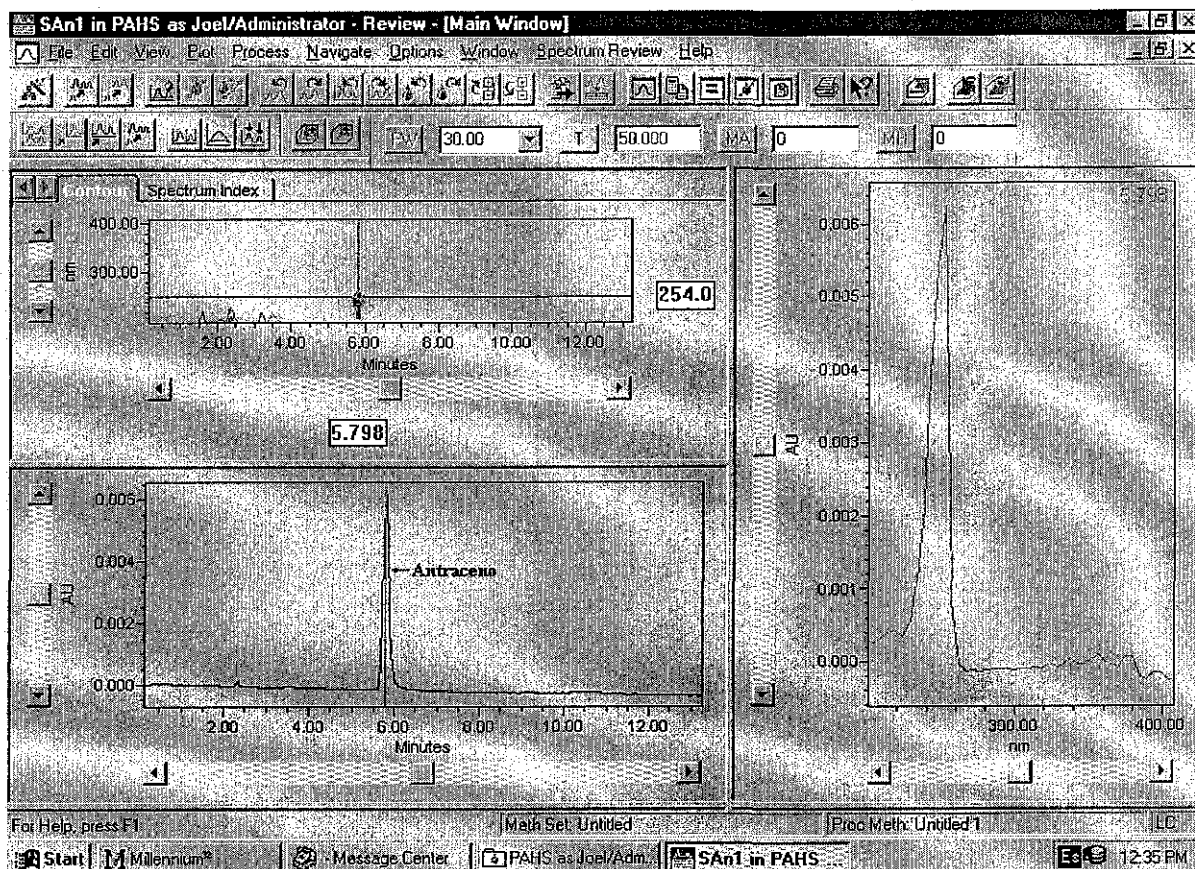 SAn1 in PAHS as Joel/Administrator - Review - [Main Window]
File Edit View Plot Process Navigate Options Window Spectrum Review Help
PW 30.00 T 50.000 MA 0 MH 0
Contour Spectrum Index
400.00
300.00
nm
254.0
2.00 4.00 6.00 8.00 10.00 12.00
Minutes
5.798
0.005
0.004
0.002
0.000
AU
Antraceno
2.00 4.00 6.00 8.00 10.00 12.00
Minutes
5.798
0.006
0.005
0.004
0.003
0.002
0.001
0.000
AU
300.00 400.00
nm
For Help, press F1 Math Set: Untitled Proc Meth: Untitled 1 LC
Start Millennium® Message Center PAHS as Joel/Adm... SAn1 in PAHS ... Es 12:35 PM